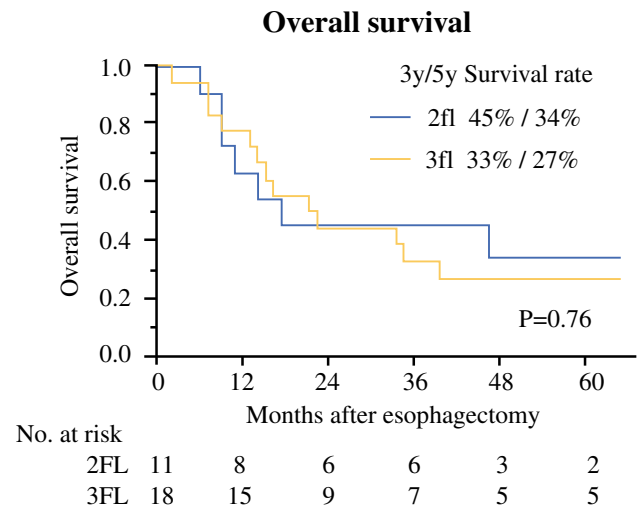 Overall survival
3y/5y Survival rate
2fl 45% / 34%
3fl 33% / 27%
Overall survival
1.0
0.8
0.6
0.4
0.2
0.0
P=0.76
0 12 24 36 48 60
Months after esophagectomy
No. at risk
2FL 11 8 6 6 3 2
3FL 18 15 9 7 5 5